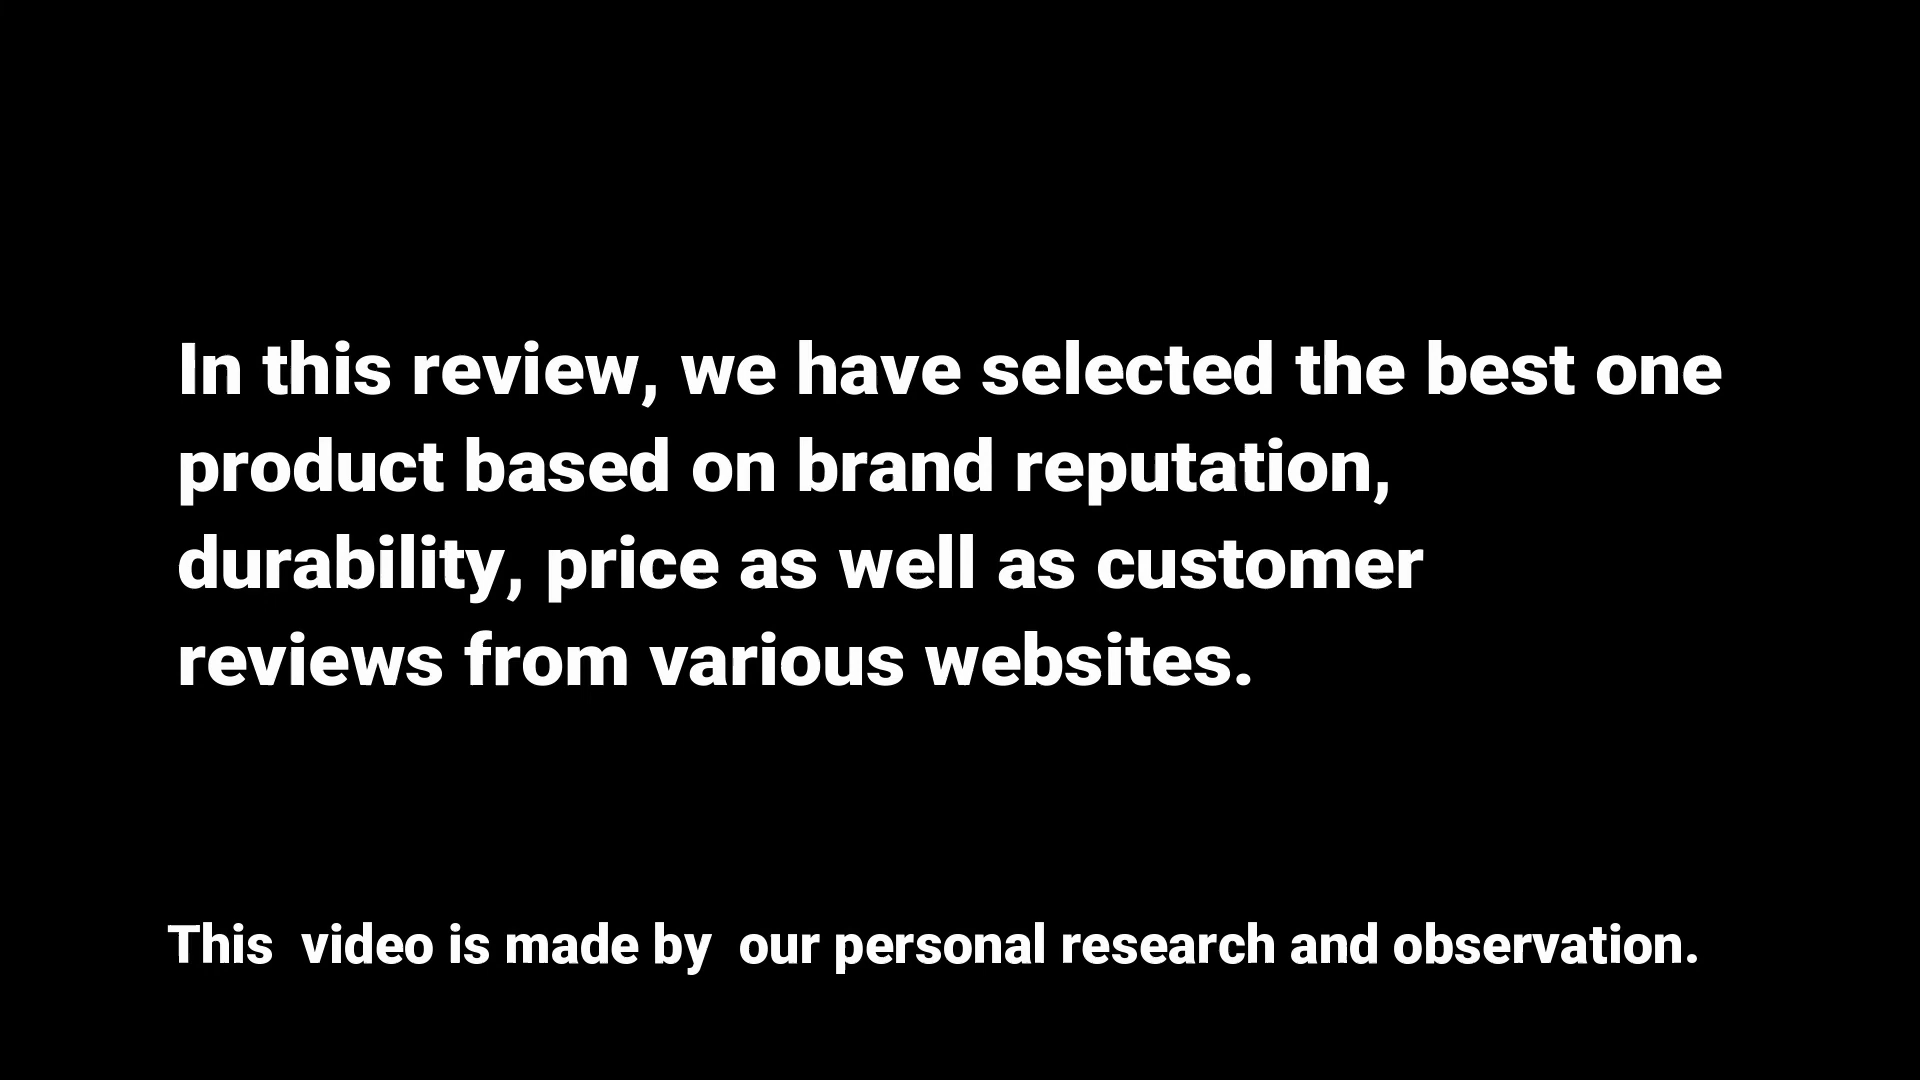 In this review, we have selected the best one
product based on brand reputation,
durability, price as well as customer
reviews from various websites.
This  video is made by  our personal research and observation.